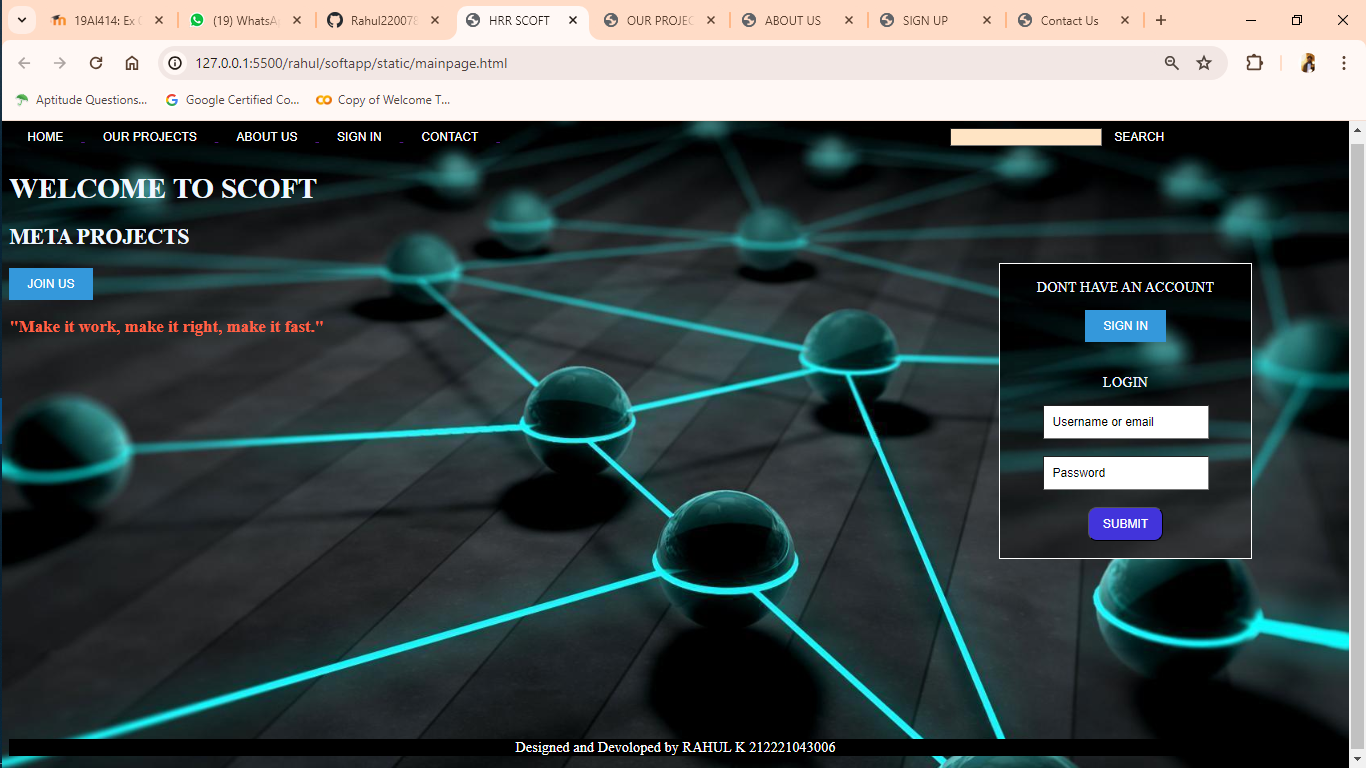 19AI414: Ex
(19) WhatsA
Rahul220078
HRR SCOFT
OUR PROJEC
ABOUT US
SIGN UP
Contact Us
127.0.0.1:5500/rahul/softapp/static/mainpage.html
Aptitude Questions...
Google Certified Co...
Copy of Welcome T...
HOME OUR PROJECTS ABOUT US SIGN IN CONTACT SEARCH
WELCOME TO SCOFT
META PROJECTS
JOIN US
"Make it work, make it right, make it fast."
DONT HAVE AN ACCOUNT
SIGN IN
LOGIN
Username or email
Password
SUBMIT
Designed and Devoloped by RAHUL K 212221043006